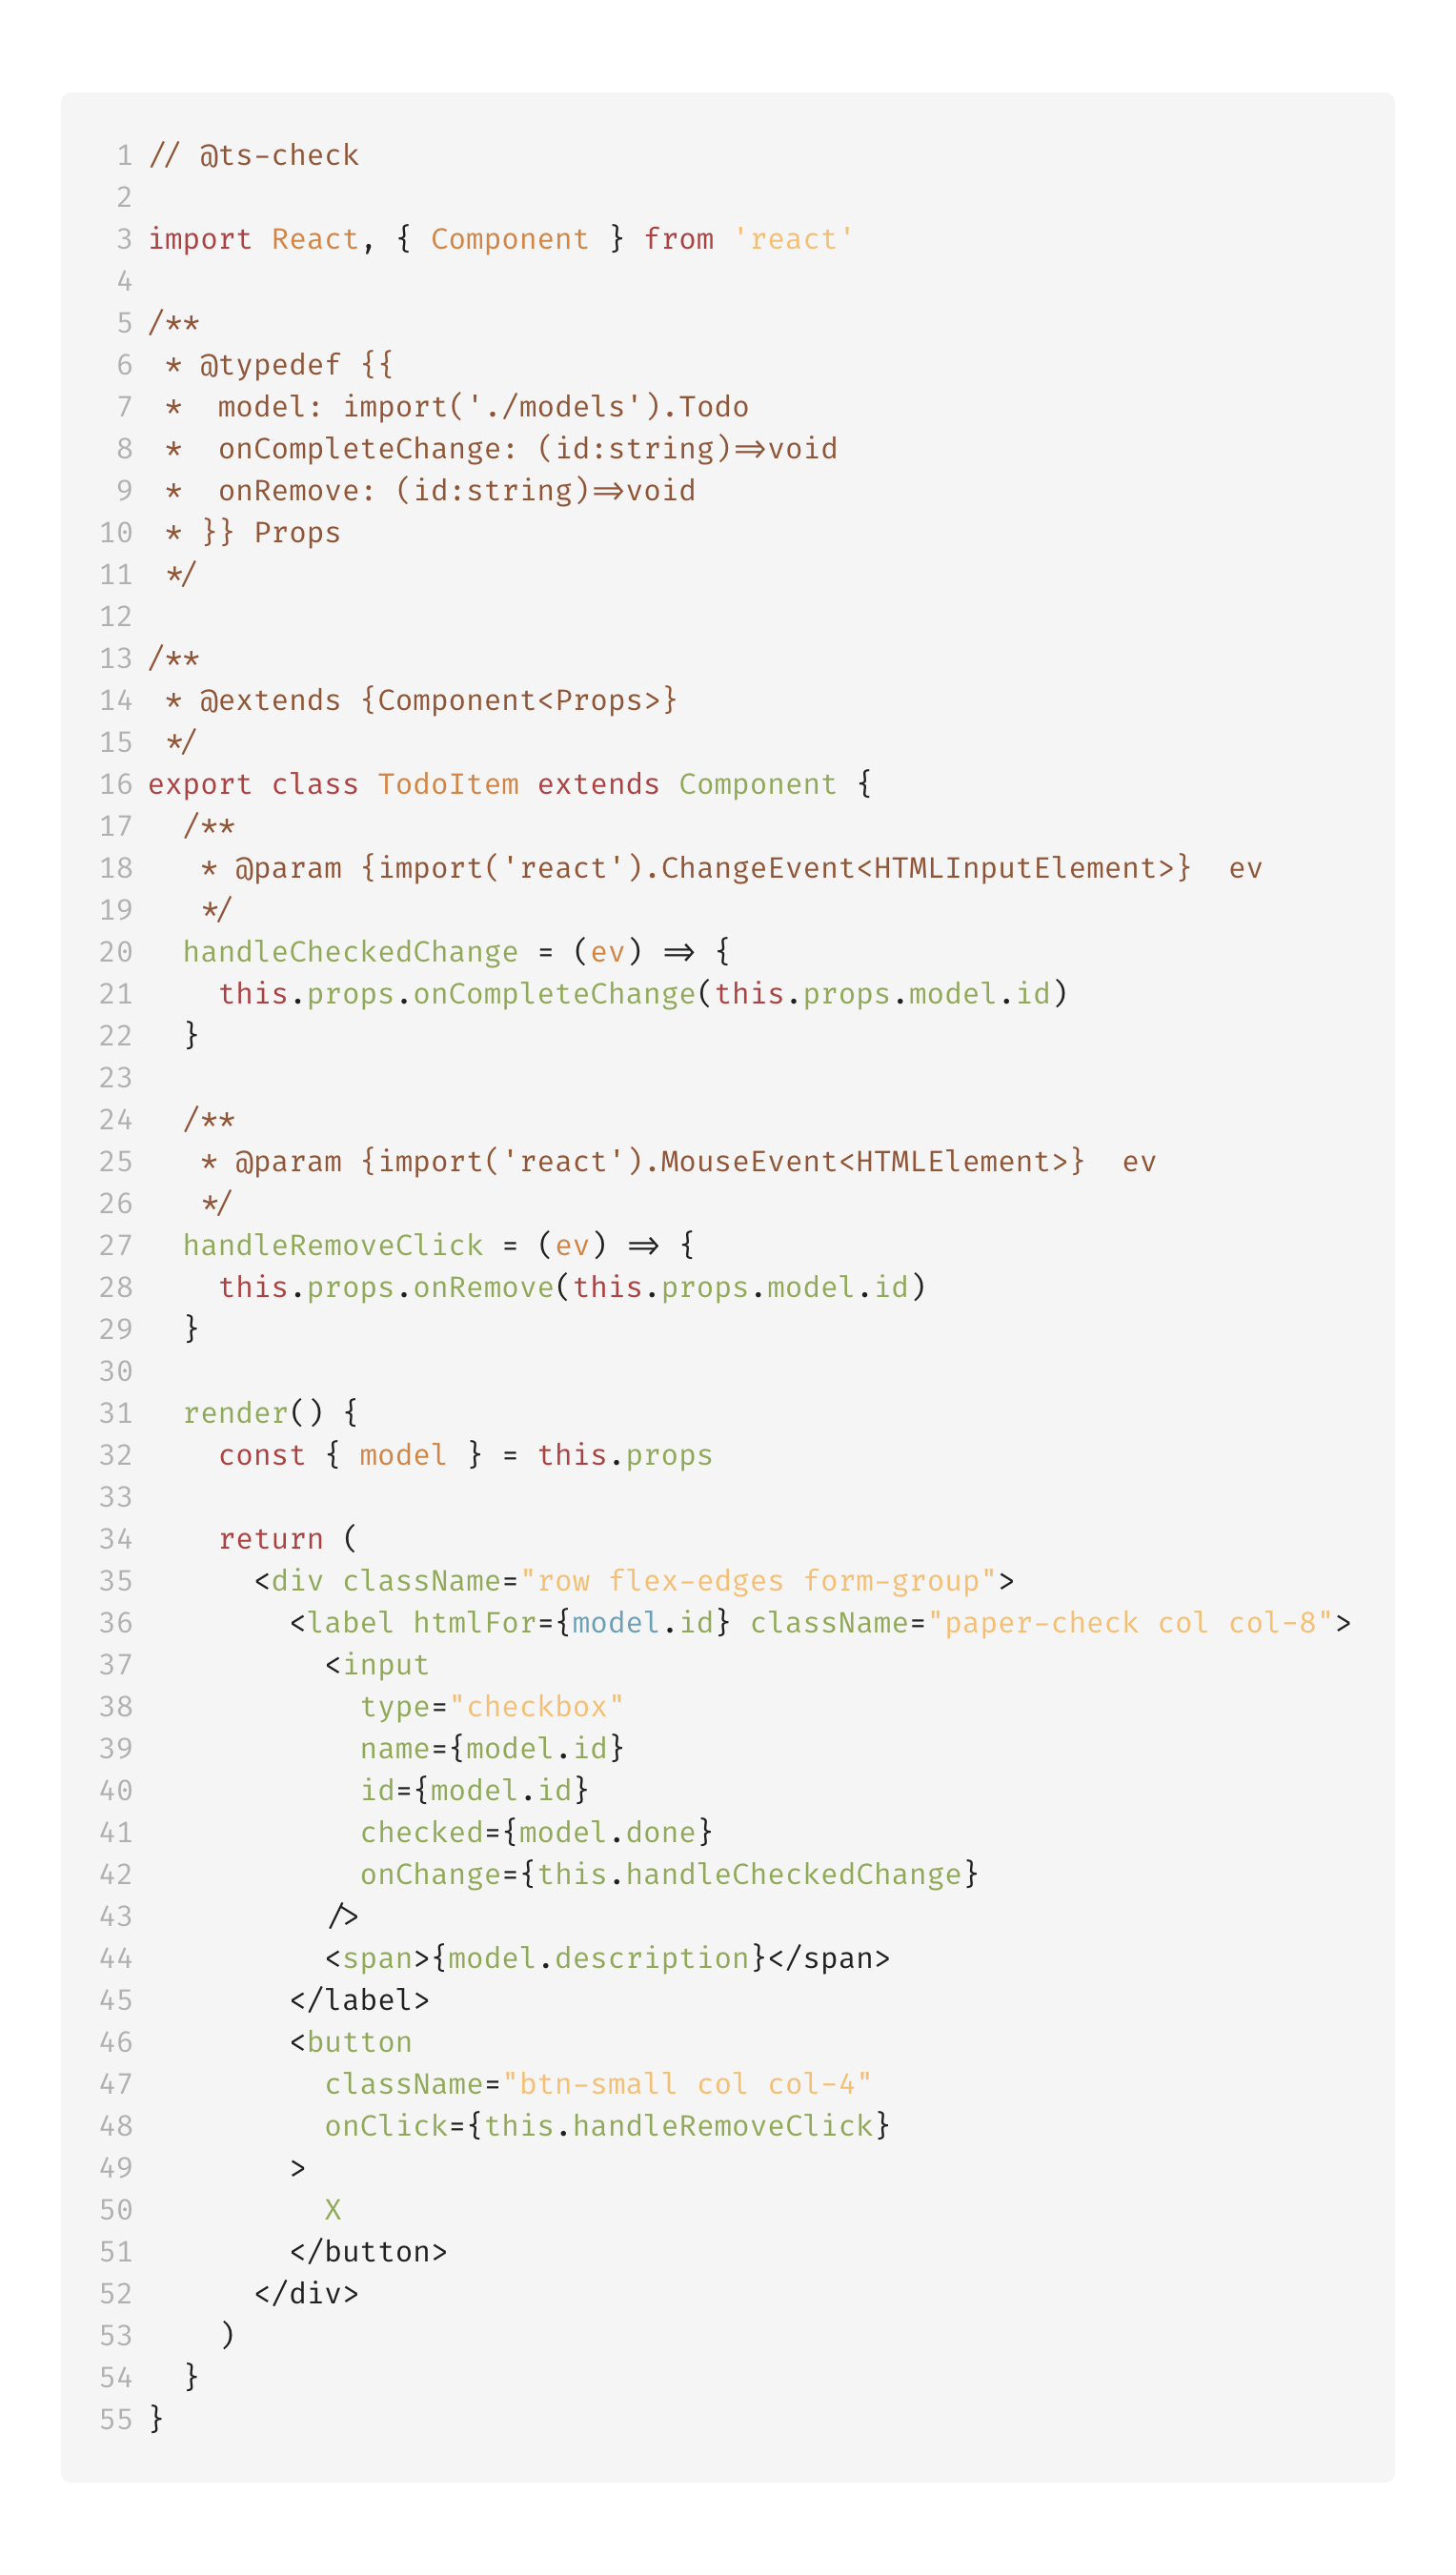 1 // @ts-check
2
3 import React, { Component } from 'react'
4
5 /**
6  * @typedef {{
7  *  model: import('./models').Todo
8  *  onCompleteChange: (id:string)=>void
9  *  onRemove: (id:string)=>void
10  * }} Props
11  */
12
13 /**
14  * @extends {Component<Props>}
15  */
16 export class TodoItem extends Component {
17   /**
18    * @param {import('react').ChangeEvent<HTMLInputElement>}  ev
19    */
20   handleCheckedChange = (ev) => {
21     this.props.onCompleteChange(this.props.model.id)
22   }
23
24   /**
25    * @param {import('react').MouseEvent<HTMLElement>}  ev
26    */
27   handleRemoveClick = (ev) => {
28     this.props.onRemove(this.props.model.id)
29   }
30
31   render() {
32     const { model } = this.props
33
34     return (
35       <div className="row flex-edges form-group">
36         <label htmlFor={model.id} className="paper-check col col-8">
37           <input
38             type="checkbox"
39             name={model.id}
40             id={model.id}
41             checked={model.done}
42             onChange={this.handleCheckedChange}
43           />
44           <span>{model.description}</span>
45         </label>
46         <button
47           className="btn-small col col-4"
48           onClick={this.handleRemoveClick}
49         >
50           X
51         </button>
52       </div>
53     )
54   }
55 }